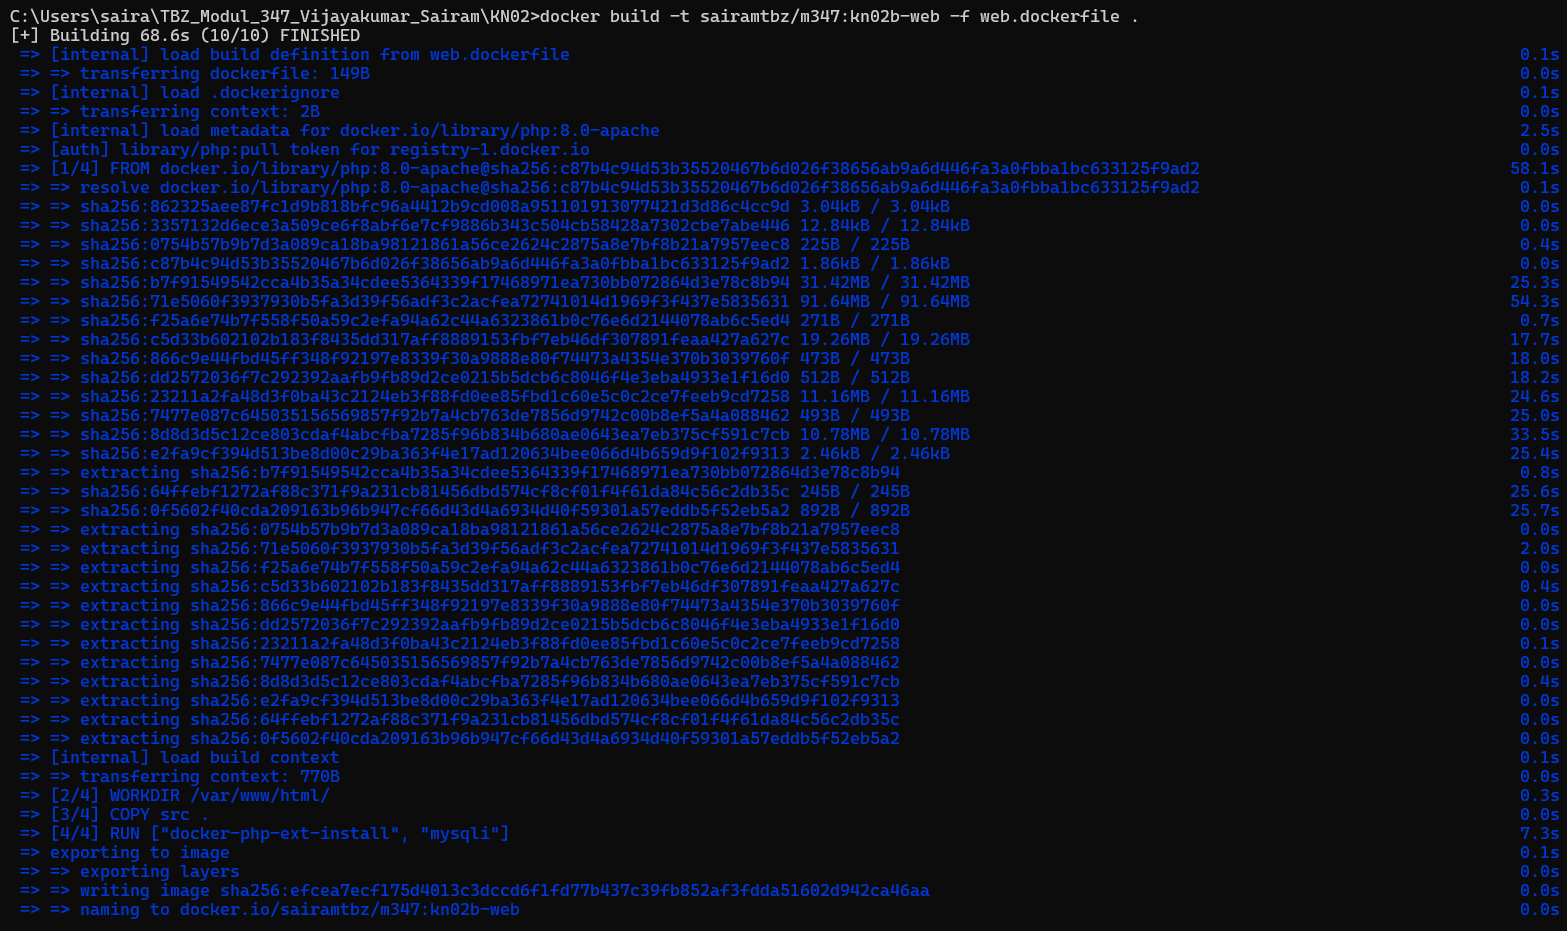 C:\Users\saira\TBZ_Modul_347_Vijayakumar_Sairam\KN02>docker build -t sairamtbz/m347:kn02b-web -f web.dockerfile .
[+] Building 68.6s (10/10) FINISHED
=> [internal] load build definition from web.dockerfile 0.1s
=> => transferring dockerfile: 149B 0.0s
=> [internal] load .dockerignore 0.1s
=> => transferring context: 2B 0.0s
=> [internal] load metadata for docker.io/library/php:8.0-apache 2.5s
=> [auth] library/php:pull token for registry-1.docker.io 0.0s
=> [1/4] FROM docker.io/library/php:8.0-apache@sha256:c87b4c94d53b35520467b6d026f38656ab9a6d446fa3a0fbba1bc633125f9ad2 58.1s
=> => resolve docker.io/library/php:8.0-apache@sha256:c87b4c94d53b35520467b6d026f38656ab9a6d446fa3a0fbba1bc633125f9ad2 0.1s
=> => sha256:862325aee87fc1d9b818bfc96a4412b9cd008a951101913077421d3d86c4cc9d 3.04kB / 3.04kB 0.0s
=> => sha256:3357132d6ece3a509ce6f8abf6e7cf9886b343c504cb58428a7302cbe7abe446 12.84kB / 12.84kB 0.0s
=> => sha256:0754b57b9b7d3a089ca18ba98121861a56ce2624c2875a8e7bf8b21a7957eec8 225B / 225B 0.4s
=> => sha256:c87b4c94d53b35520467b6d026f38656ab9a6d446fa3a0fbba1bc633125f9ad2 1.86kB / 1.86kB 0.0s
=> => sha256:b7f91549542cca4b35a34cdee5364339f17468971ea730bb072864d3e78c8b94 31.42MB / 31.42MB 25.3s
=> => sha256:71e5060f3937930b5fa3d39f56adf3c2acfea72741014d1969f3f437e5835631 91.64MB / 91.64MB 54.3s
=> => sha256:f25a6e74b7f558f50a59c2efa94a62c44a6323861b0c76e6d2144078ab6c5ed4 271B / 271B 0.7s
=> => sha256:c5d33b602102b183f8435dd317aff8889153fbf7eb46df307891feaa427a627c 19.26MB / 19.26MB 17.7s
=> => sha256:866c9e44fbd45ff348f92197e8339f30a9888e80f74473a4354e370b3039760f 473B / 473B 18.0s
=> => sha256:dd2572036f7c292392aafb9fb89d2ce0215b5dcb6c8046f4e3eba4933e1f16d0 512B / 512B 18.2s
=> => sha256:23211a2fa48d3f0ba43c2124eb3f88fd0ee85fbd1c60e5c0c2ce7feeb9cd7258 11.16MB / 11.16MB 24.6s
=> => sha256:7477e087c645035156569857f92b7a4cb763de7856d9742c00b8ef5a4a088462 493B / 493B 25.0s
=> => sha256:8d8d3d5c12ce803cdaf4abcfba7285f96b834b680ae0643ea7eb375cf591c7cb 10.78MB / 10.78MB 33.5s
=> => sha256:e2fa9cf394d513be8d00c29ba363f4e17ad120634bee066d4b659d9f102f9313 2.46kB / 2.46kB 25.4s
=> => extracting sha256:b7f91549542cca4b35a34cdee5364339f17468971ea730bb072864d3e78c8b94 0.8s
=> => sha256:64ffebf1272af88c371f9a231cb81456dbd574cf8cf01f4f61da84c56c2db35c 245B / 245B 25.6s
=> => sha256:0f5602f40cda209163b96b947cf66d43d4a6934d40f59301a57eddb5f52eb5a2 892B / 892B 25.7s
=> => extracting sha256:0754b57b9b7d3a089ca18ba98121861a56ce2624c2875a8e7bf8b21a7957eec8 0.0s
=> => extracting sha256:71e5060f3937930b5fa3d39f56adf3c2acfea72741014d1969f3f437e5835631 2.0s
=> => extracting sha256:f25a6e74b7f558f50a59c2efa94a62c44a6323861b0c76e6d2144078ab6c5ed4 0.0s
=> => extracting sha256:c5d33b602102b183f8435dd317aff8889153fbf7eb46df307891feaa427a627c 0.4s
=> => extracting sha256:866c9e44fbd45ff348f92197e8339f30a9888e80f74473a4354e370b3039760f 0.0s
=> => extracting sha256:dd2572036f7c292392aafb9fb89d2ce0215b5dcb6c8046f4e3eba4933e1f16d0 0.0s
=> => extracting sha256:23211a2fa48d3f0ba43c2124eb3f88fd0ee85fbd1c60e5c0c2ce7feeb9cd7258 0.1s
=> => extracting sha256:7477e087c645035156569857f92b7a4cb763de7856d9742c00b8ef5a4a088462 0.0s
=> => extracting sha256:8d8d3d5c12ce803cdaf4abcfba7285f96b834b680ae0643ea7eb375cf591c7cb 0.4s
=> => extracting sha256:e2fa9cf394d513be8d00c29ba363f4e17ad120634bee066d4b659d9f102f9313 0.0s
=> => extracting sha256:64ffebf1272af88c371f9a231cb81456dbd574cf8cf01f4f61da84c56c2db35c 0.0s
=> => extracting sha256:0f5602f40cda209163b96b947cf66d43d4a6934d40f59301a57eddb5f52eb5a2 0.0s
=> [internal] load build context 0.1s
=> => transferring context: 770B 0.0s
=> [2/4] WORKDIR /var/www/html/ 0.3s
=> [3/4] COPY src . 0.0s
=> [4/4] RUN ["docker-php-ext-install", "mysqli"] 7.3s
=> exporting to image 0.1s
=> => exporting layers 0.0s
=> => writing image sha256:efcea7ecf175d4013c3dccd6f1fd77b437c39fb852af3fdda51602d942ca46aa 0.0s
=> => naming to docker.io/sairamtbz/m347:kn02b-web 0.0s